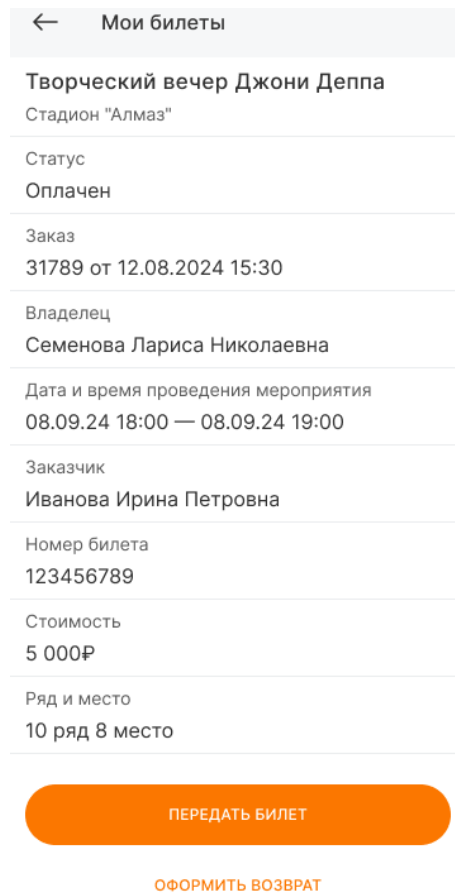 Мои билеты
Творческий вечер Джони Деппа
Стадион "Алмаз"
Статус
Оплачен
Заказ
31789 от 12.08.2024 15:30
Владелец
Семенова Лариса Николаевна
Дата и время проведения мероприятия
08.09.24 18:00 — 08.09.24 19:00
Заказчик
Иванова Ирина Петровна
Номер билета
123456789
Стоимость
5 000₽
Ряд и место
10 ряд 8 место
ПЕРЕДАТЬ БИЛЕТ
ОФОРМИТЬ ВОЗВРАТ